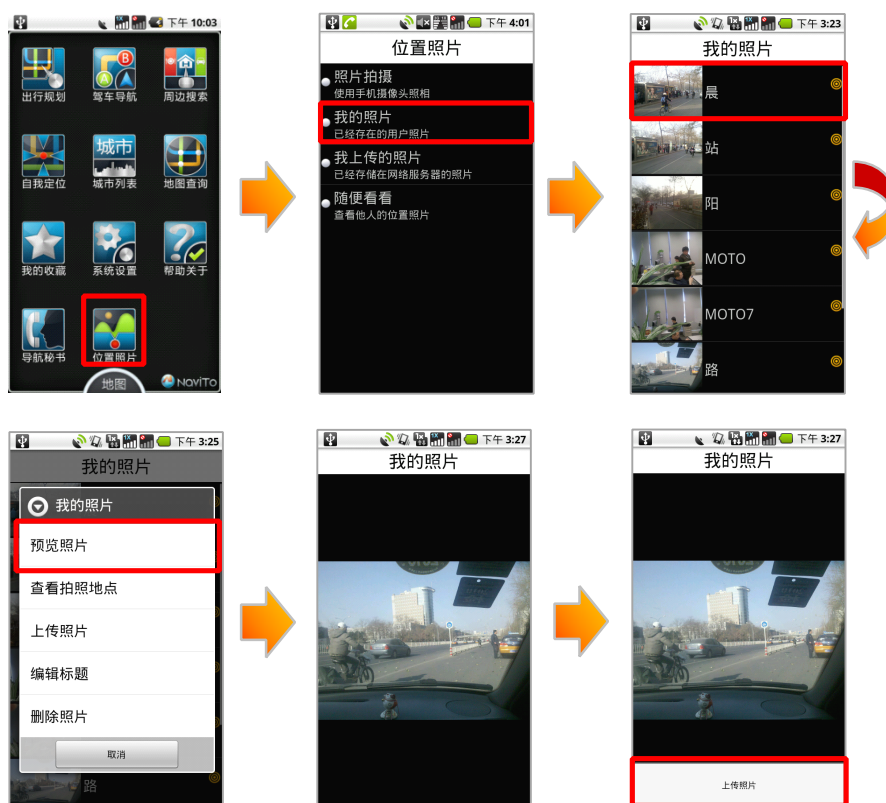 下午 10:03
出行规划 驾车导航 周边搜索
城市
自我定位 城市列表 地图查询
我的收藏 系统设置 帮助关于
导航秘书 位置照片
地图 NaviTo
下午 4:01
位置照片
照片拍摄
使用手机摄像头照相
我的照片
已经存在的用户照片
我上传的照片
已经存储在网络服务器的照片
随便看看
查看他人的位置照片
下午 3:23
我的照片
晨
站
阳
MOTO
MOTO7
路
下午 3:25
我的照片
我的照片
预览照片
查看拍照地点
上传照片
编辑标题
删除照片
取消
路
下午 3:27
我的照片
下午 3:27
我的照片
上传照片